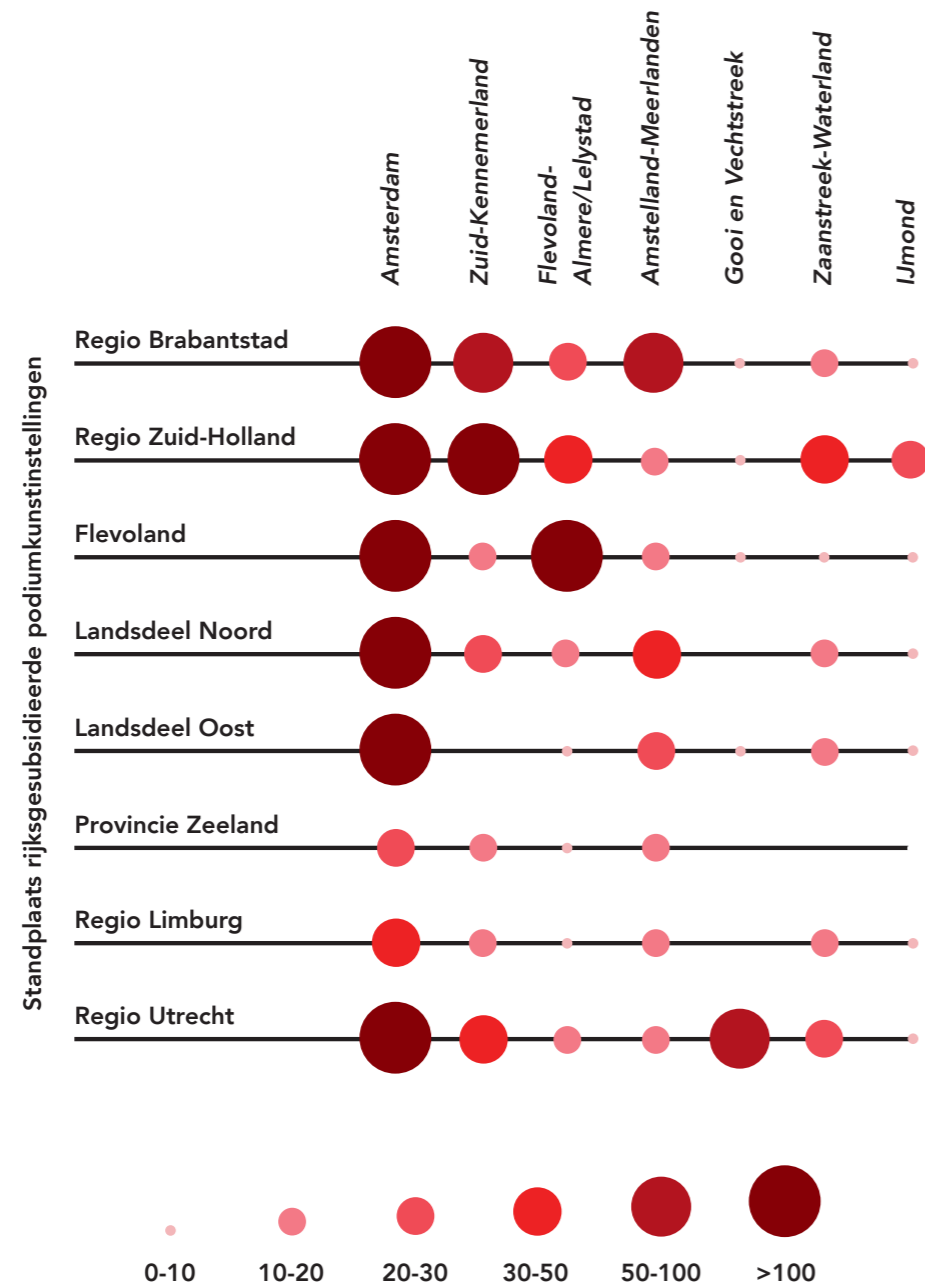 Amsterdam
Zuid-Kennemerland
Flevoland-
Almere/Lelystad
Amstelland-Meerlanden
Gooi en Vechtstreek
Zaanstreek-Waterland
IJmond
Standplaats rijksgesubsidieerde podiumkunstinstellingen
Regio Brabantstad
Regio Zuid-Holland
Flevoland
Landsdeel Noord
Landsdeel Oost
Provincie Zeeland
Regio Limburg
Regio Utrecht
0-10 10-20 20-30 30-50 50-100 >100